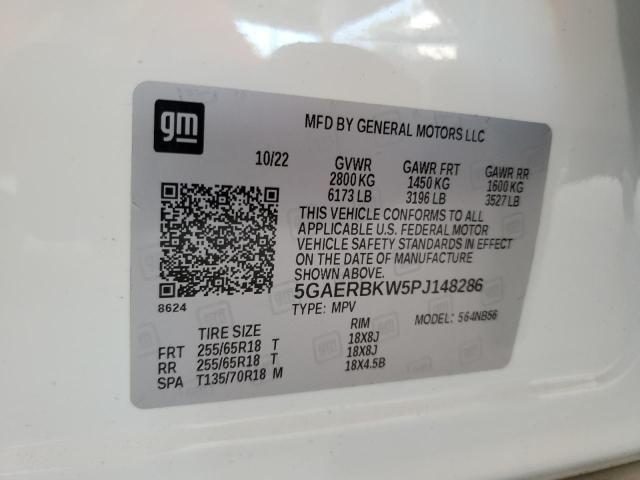 gm
MFD BY GENERAL MOTORS LLC
10/22 GVWR GAWR FRT GAWR RR
2800 KG 1450 KG 1600 KG
6173 LB 3196 LB 3527 LB
THIS VEHICLE CONFORMS TO ALL
APPLICABLE U.S. FEDERAL MOTOR
VEHICLE SAFETY STANDARDS IN EFFECT
ON THE DATE OF MANUFACTURE
SHOWN ABOVE.
8624
5GAERBKW5PJ148286
TYPE: MPV MODEL: 564NB56
TIRE SIZE RIM
FRT 255/65R18 T 18X8J
RR 255/65R18 T 18X8J
SPA T135/70R18 M 18X4.5B